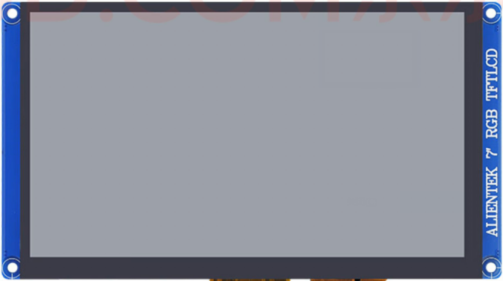 ALIENTEK 7" RGB TFTLCD